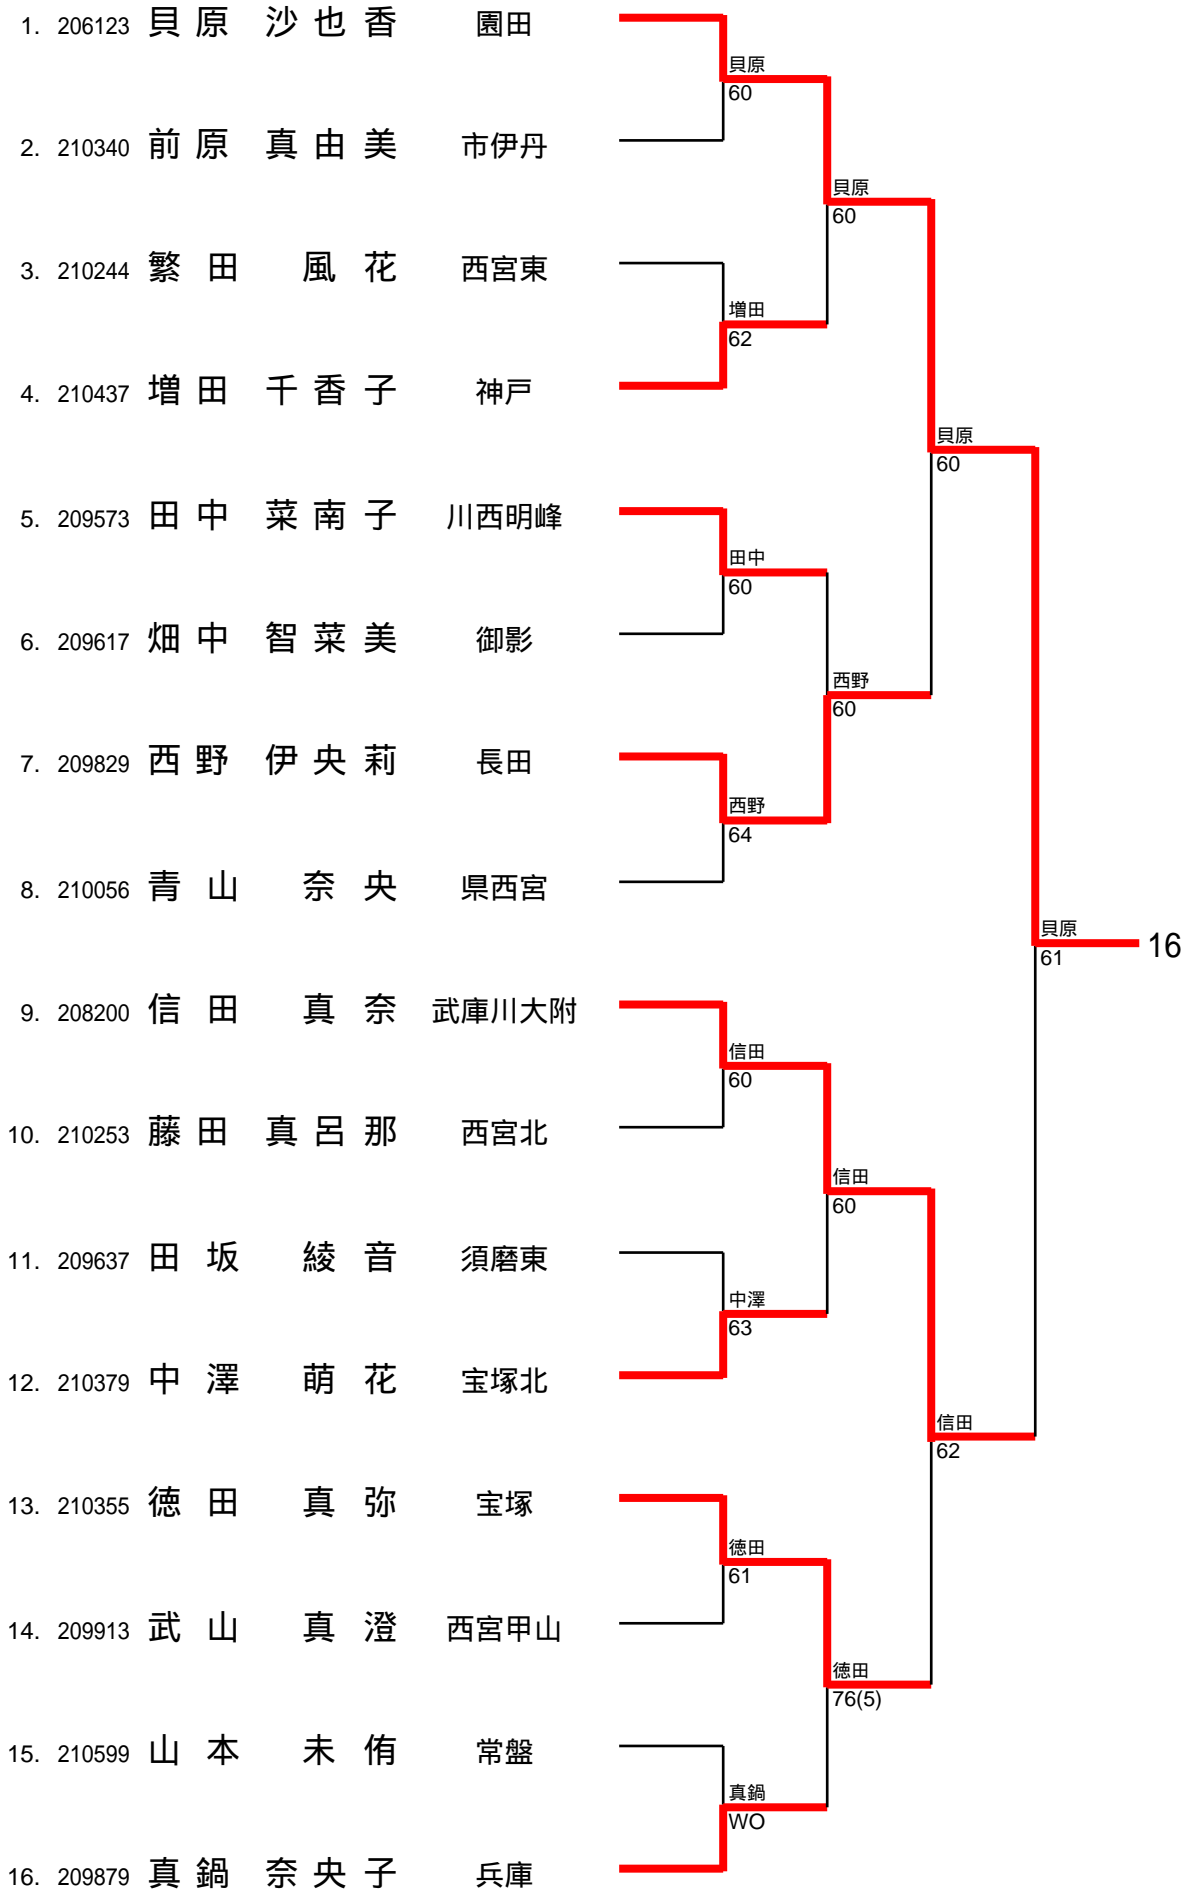 1. 206123 貝原 沙也香 園田
貝原
60
2. 210340 前原 真由美 市伊丹
貝原
60
3. 210244 繁田 風花 西宮東
増田
62
4. 210437 増田 千香子 神戸
貝原
60
5. 209573 田中 菜南子 川西明峰
田中
60
6. 209617 畑中 智菜美 御影
西野
60
7. 209829 西野 伊央莉 長田
西野
64
8. 210056 青山 奈央 県西宮
貝原
61
16
9. 208200 信田 真奈 武庫川大附
信田
60
10. 210253 藤田 真呂那 西宮北
信田
60
11. 209637 田坂 綾音 須磨東
中澤
63
12. 210379 中澤 萌花 宝塚北
信田
62
13. 210355 徳田 真弥 宝塚
徳田
61
14. 209913 武山 真澄 西宮甲山
徳田
76(5)
15. 210599 山本 未侑 常盤
真鍋
WO
16. 209879 真鍋 奈央子 兵庫